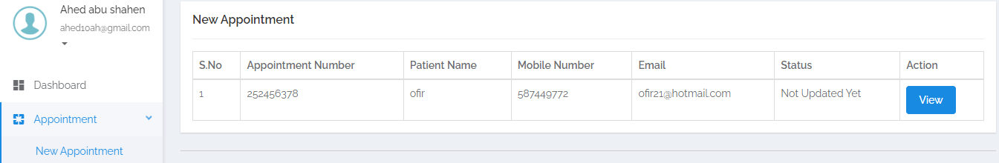 Ahed abu shahen
ahed1oah@gmail.com
Dashboard
Appointment
New Appointment
New Appointment
S.No Appointment Number Patient Name Mobile Number Email Status Action
1 252456378 ofir 587449772 ofir21@hotmail.com Not Updated Yet View